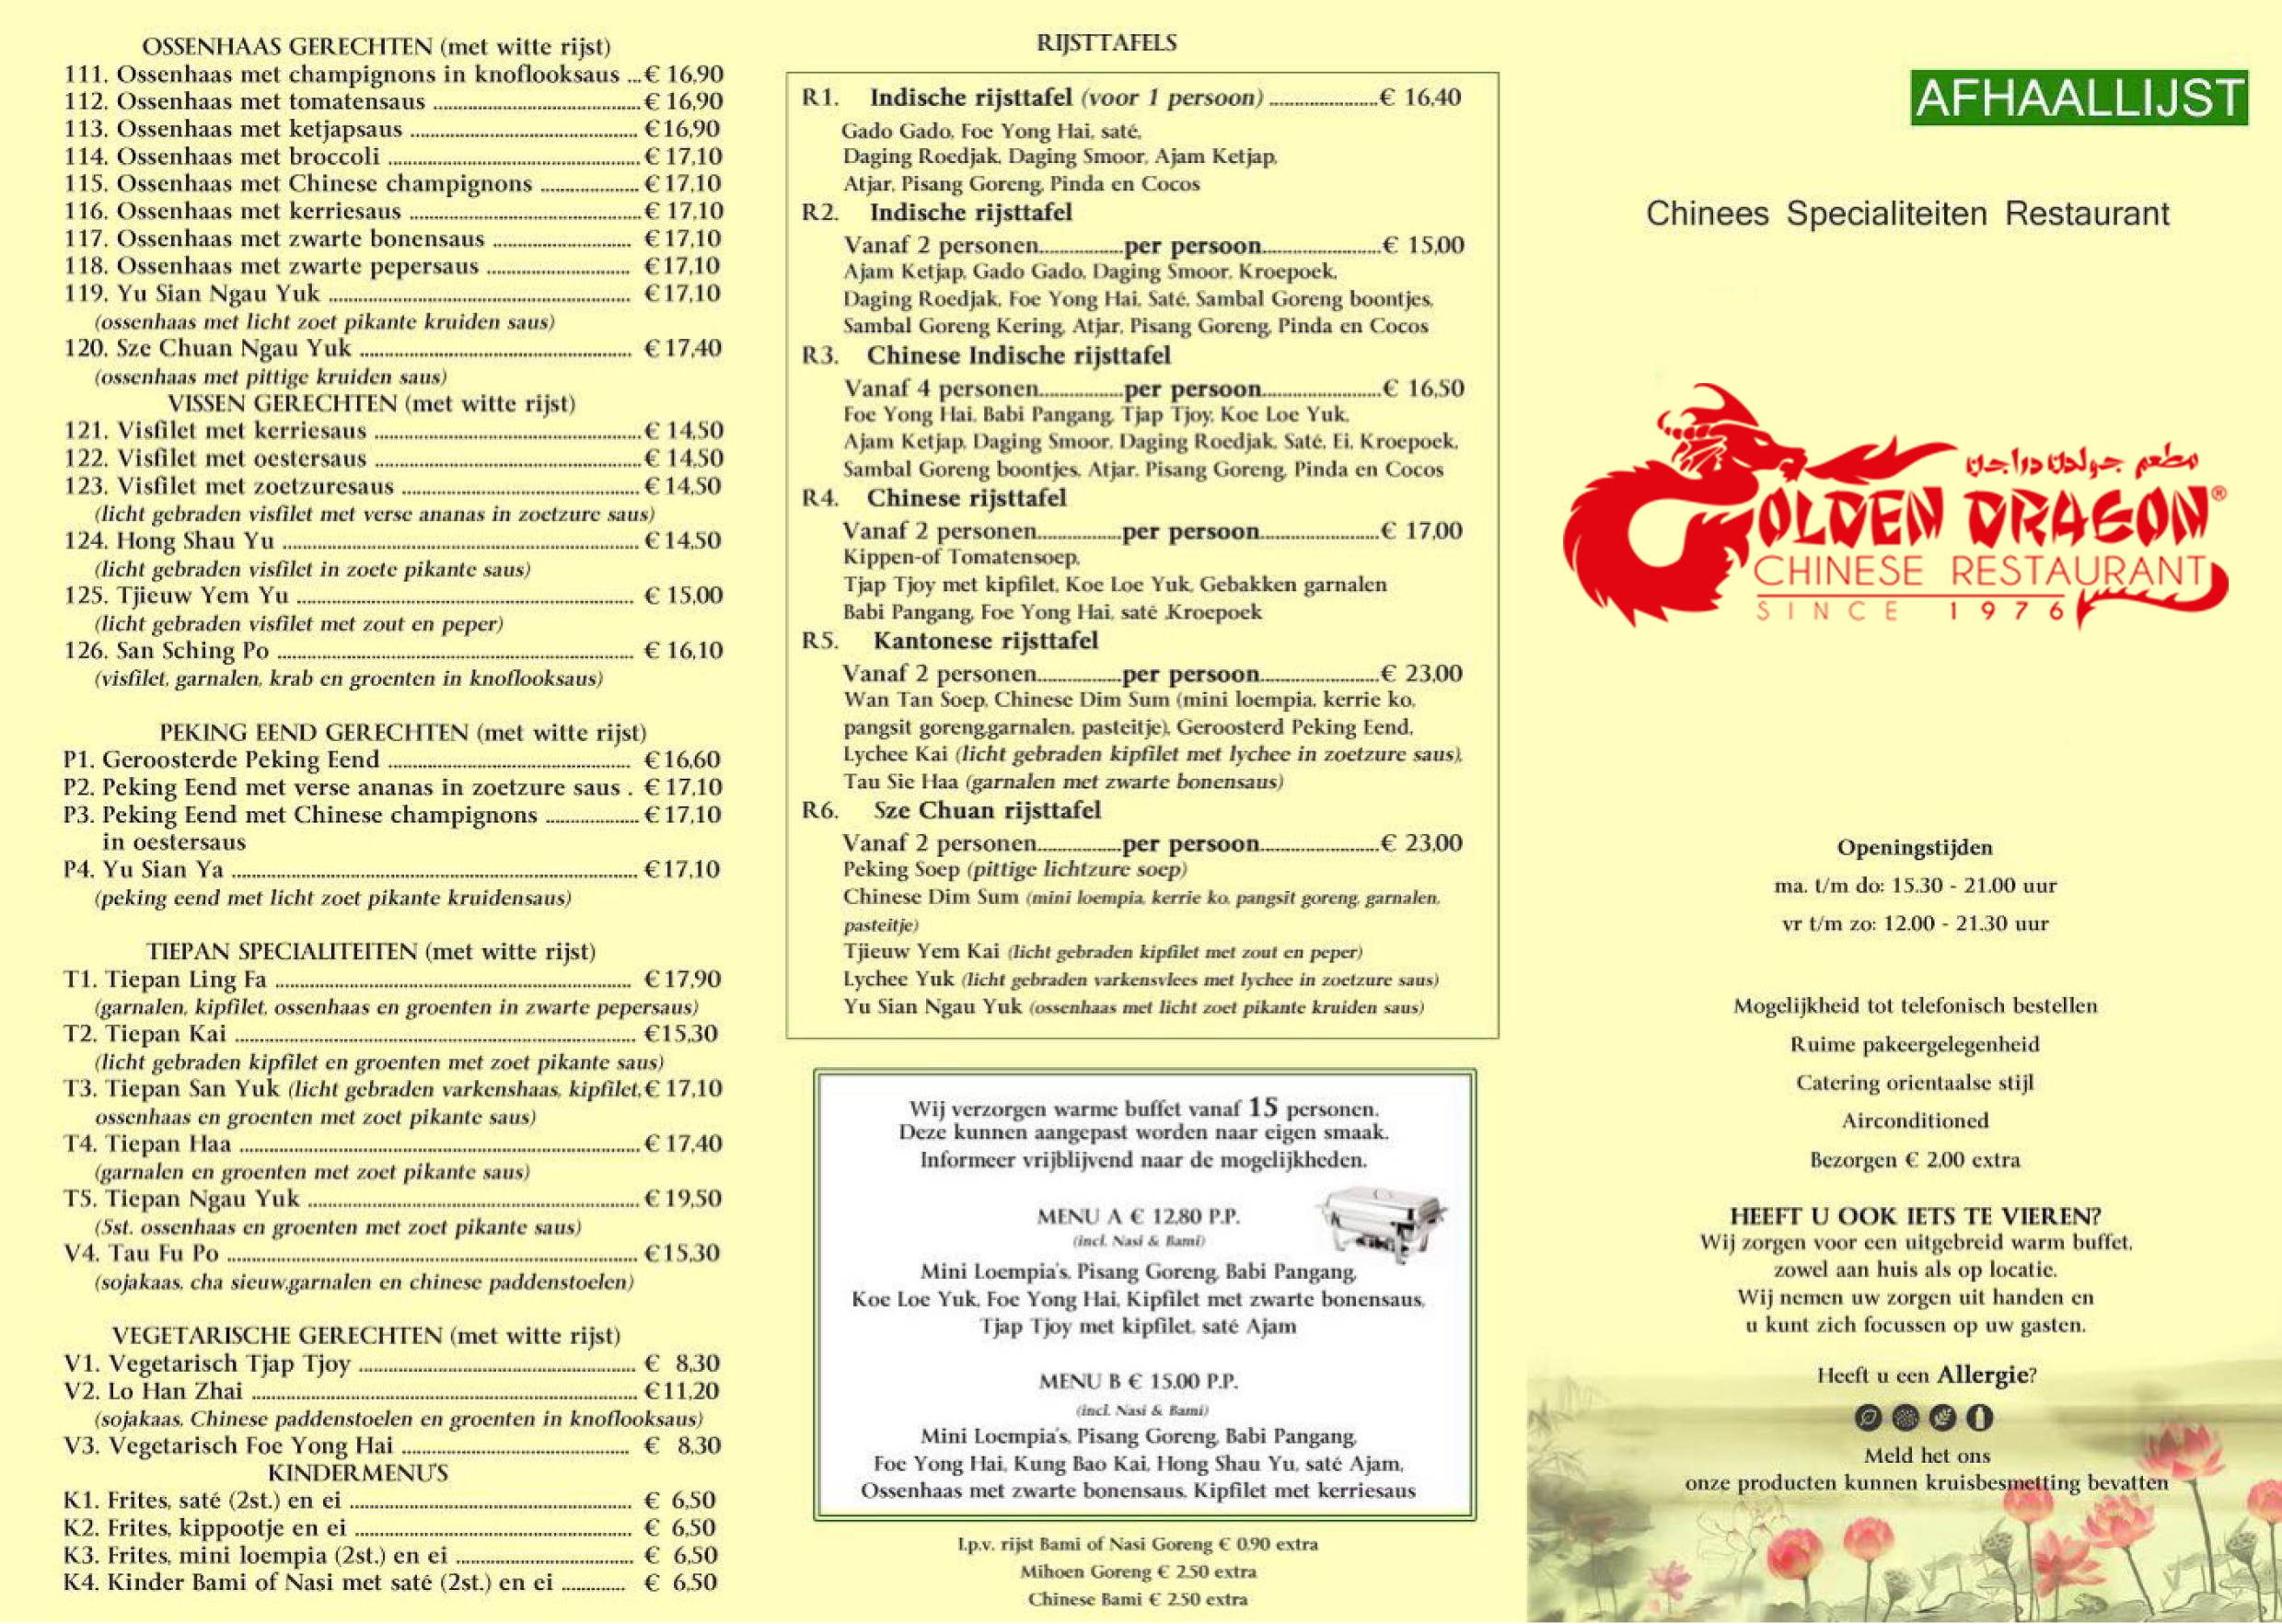 OSSENHAAS GERECHTEN (met witte rijst)
111. Ossenhaas met champignons in knoflooksaus ...€ 16,90
112. Ossenhaas met tomatensaus ........ € 16,90
113. Ossenhaas met ketjapsaus ........ €16,90
114. Ossenhaas met broccoli ........ € 17,10
115. Ossenhaas met Chinese champignons ........ €17,10
116. Ossenhaas met kerriesaus ........ € 17,10
117. Ossenhaas met zwarte bonensaus ........ €17,10
118. Ossenhaas met zwarte pepersaus ........ €17,10
119. Yu Sian Ngau Yuk ........ €17,10
(ossenhaas met licht zoet pikante kruiden saus)
120. Sze Chuan Ngau Yuk ........ €17,40
(ossenhaas met pittige kruiden saus)
VISSEN GERECHTEN (met witte rijst)
121. Visfilet met kerriesaus ........ € 14,50
122. Visfilet met oestersaus ........ € 14,50
123. Visfilet met zoetzuresaus ........ €14,50
(licht gebraden visfilet met verse ananas in zoetzure saus)
124. Hong Shau Yu ........ €14,50
(licht gebraden visfilet in zoete pikante saus)
125. Tjieuw Yem Yu ........ € 15,00
(licht gebraden visfilet met zout en peper)
126. San Sching Po ........ € 16,10
(visfilet, garnalen, krab en groenten in knoflooksaus)
PEKING EEND GERECHTEN (met witte rijst)
P1. Geroosterde Peking Eend ........ €16,60
P2. Peking Eend met verse ananas in zoetzure saus . € 17,10
P3. Peking Eend met Chinese champignons ........ €17,10
in oestersaus
P4. Yu Sian Ya ........ €17,10
(peking eend met licht zoet pikante kruidensaus)
TIEPAN SPECIALITEITEN (met witte rijst)
T1. Tiepan Ling Fa ........ €17,90
(garnalen, kipfilet, ossenhaas en groenten in zwarte pepersaus)
T2. Tiepan Kai ........ €15,30
(licht gebraden kipfilet en groenten met zoet pikante saus)
T3. Tiepan San Yuk (licht gebraden varkenshaas, kipfilet,€ 17,10
ossenhaas en groenten met zoet pikante saus)
T4. Tiepan Haa ........ € 17,40
(garnalen en groenten met zoet pikante saus)
T5. Tiepan Ngau Yuk ........ €19,50
(5st. ossenhaas en groenten met zoet pikante saus)
V4. Tau Fu Po ........ €15,30
(sojakaas, cha sieuw,garnalen en chinese paddenstoelen)
VEGETARISCHE GERECHTEN (met witte rijst)
V1. Vegetarisch Tjap Tjoy ........ € 8,30
V2. Lo Han Zhai ........ €11,20
(sojakaas, Chinese paddenstoelen en groenten in knoflooksaus)
V3. Vegetarisch Foe Yong Hai ........ € 8,30
KINDERMENU'S
K1. Frites, saté (2st.) en ei ........ € 6,50
K2. Frites, kippootje en ei ........ € 6,50
K3. Frites, mini loempia (2st.) en ei ........ € 6,50
K4. Kinder Bami of Nasi met saté (2st.) en ei ........ € 6,50
RIJSTTAFELS
R1. Indische rijsttafel (voor 1 persoon) ........ € 16,40
Gado Gado, Foe Yong Hai, saté,
Daging Roedjak, Daging Smoor, Ajam Ketjap,
Atjar, Pisang Goreng, Pinda en Cocos
R2. Indische rijsttafel
Vanaf 2 personen........per persoon........€ 15,00
Ajam Ketjap, Gado Gado, Daging Smoor, Kroepoek,
Daging Roedjak, Foe Yong Hai, Saté, Sambal Goreng boontjes,
Sambal Goreng Kering, Atjar, Pisang Goreng, Pinda en Cocos
R3. Chinese Indische rijsttafel
Vanaf 4 personen........per persoon........€ 16,50
Foe Yong Hai, Babi Pangang, Tjap Tjoy, Koe Loe Yuk,
Ajam Ketjap, Daging Smoor, Daging Roedjak, Saté, Ei, Kroepoek,
Sambal Goreng boontjes, Atjar, Pisang Goreng, Pinda en Cocos
R4. Chinese rijsttafel
Vanaf 2 personen........per persoon........€ 17,00
Kippen-of Tomatensoep,
Tjap Tjoy met kipfilet, Koe Loe Yuk, Gebakken garnalen
Babi Pangang, Foe Yong Hai, saté ,Kroepoek
R5. Kantonese rijsttafel
Vanaf 2 personen........per persoon........€ 23,00
Wan Tan Soep, Chinese Dim Sum (mini loempia, kerrie ko,
pangsit goreng,garnalen, pasteitje), Geroosterd Peking Eend,
Lychee Kai (licht gebraden kipfilet met lychee in zoetzure saus),
Tau Sie Haa (garnalen met zwarte bonensaus)
R6. Sze Chuan rijsttafel
Vanaf 2 personen........per persoon........€ 23,00
Peking Soep (pittige lichtzure soep)
Chinese Dim Sum (mini loempia, kerrie ko, pangsit goreng, garnalen,
pasteitje)
Tjieuw Yem Kai (licht gebraden kipfilet met zout en peper)
Lychee Yuk (licht gebraden varkensvlees met lychee in zoetzure saus)
Yu Sian Ngau Yuk (ossenhaas met licht zoet pikante kruiden saus)
Wij verzorgen warme buffet vanaf 15 personen.
Deze kunnen aangepast worden naar eigen smaak.
Informeer vrijblijvend naar de mogelijkheden.
MENU A € 12,80 P.P.
(incl. Nasi & Bami)
Mini Loempia's, Pisang Goreng, Babi Pangang,
Koe Loe Yuk, Foe Yong Hai, Kipfilet met zwarte bonensaus,
Tjap Tjoy met kipfilet, saté Ajam
MENU B € 15.00 P.P.
(incl. Nasi & Bami)
Mini Loempia's, Pisang Goreng, Babi Pangang,
Foe Yong Hai, Kung Bao Kai, Hong Shau Yu, saté Ajam,
Ossenhaas met zwarte bonensaus, Kipfilet met kerriesaus
I.p.v. rijst Bami of Nasi Goreng € 0,90 extra
Mihoen Goreng € 2,50 extra
Chinese Bami € 2,50 extra
AFHAALLIJST
Chinees Specialiteiten Restaurant
مطعم جولدن دراجن
GOLDEN DRAGON®
CHINESE RESTAURANT
SINCE 1976
Openingstijden
ma. t/m do: 15.30 - 21.00 uur
vr t/m zo: 12.00 - 21.30 uur
Mogelijkheid tot telefonisch bestellen
Ruime pakeergelegenheid
Catering orientaalse stijl
Airconditioned
Bezorgen € 2,00 extra
HEEFT U OOK IETS TE VIEREN?
Wij zorgen voor een uitgebreid warm buffet,
zowel aan huis als op locatie.
Wij nemen uw zorgen uit handen en
u kunt zich focussen op uw gasten.
Heeft u een Allergie?
Meld het ons
onze producten kunnen kruisbesmetting bevatten